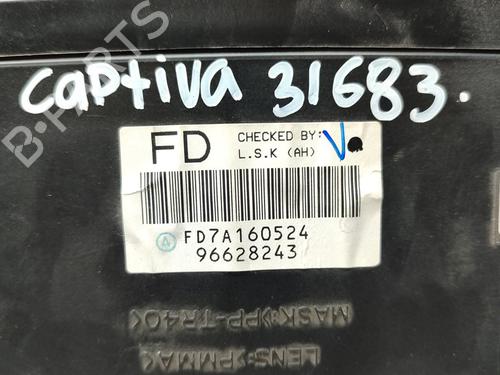 B-PARTS
captiva 31683.
FD CHECKED BY: V
L.S.K (AH)
A FD7A160524
96628243
MASK:>PP-TR40<
LENS:>PMMA<